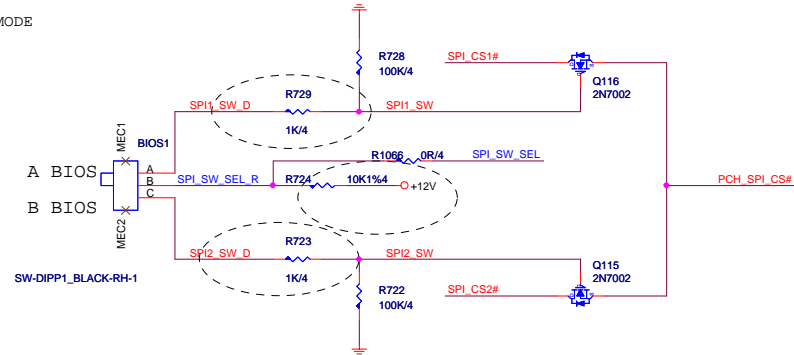 MODE
R728
100K/4
SPI_CS1#
Q116
2N7002
R729
SPI1_SW_D
SPI1_SW
1K/4
MEC1
BIOS1
A BIOS
A
B
C
B BIOS
MEC2
SPI_SW_SEL_R
R1066
0R/4
SPI_SW_SEL
R724
10K1%4
+12V
PCH_SPI_CS#
R723
SPI2_SW_D
SPI2_SW
1K/4
Q115
2N7002
SW-DIPP1_BLACK-RH-1
R722
100K/4
SPI_CS2#